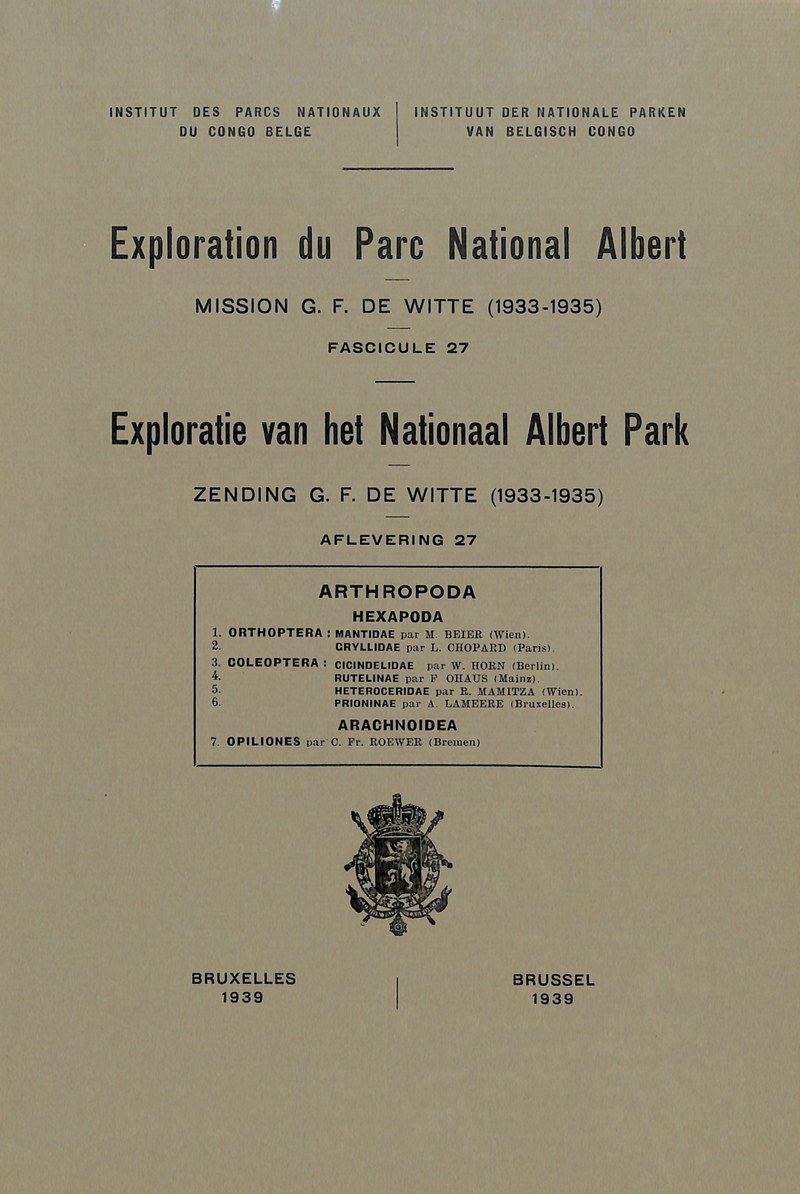 INSTITUT DES PARCS NATIONAUX
DU CONGO BELGE
INSTITUUT DER NATIONALE PARKEN
VAN BELGISCH CONGO
Exploration du Parc National Albert
MISSION G. F. DE WITTE (1933-1935)
FASCICULE 27
Exploratie van het Nationaal Albert Park
ZENDING G. F. DE WITTE (1933-1935)
AFLEVERING 27
ARTHROPODA
HEXAPODA
1. ORTHOPTERA : MANTIDAE par M. BEIER (Wien).
2. GRYLLIDAE par L. CHOPARD (Paris).
3. COLEOPTERA : CICINDELIDAE par W. HORN (Berlin).
4. RUTELINAE par F OHAUS (Mainz).
5. HETEROCERIDAE par R. MAMITZA (Wien).
6. PRIONINAE par A. LAMEERE (Bruxelles).
ARACHNOIDEA
7. OPILIONES par C. Fr. ROEWER (Bremen)
BRUXELLES
1939
BRUSSEL
1939